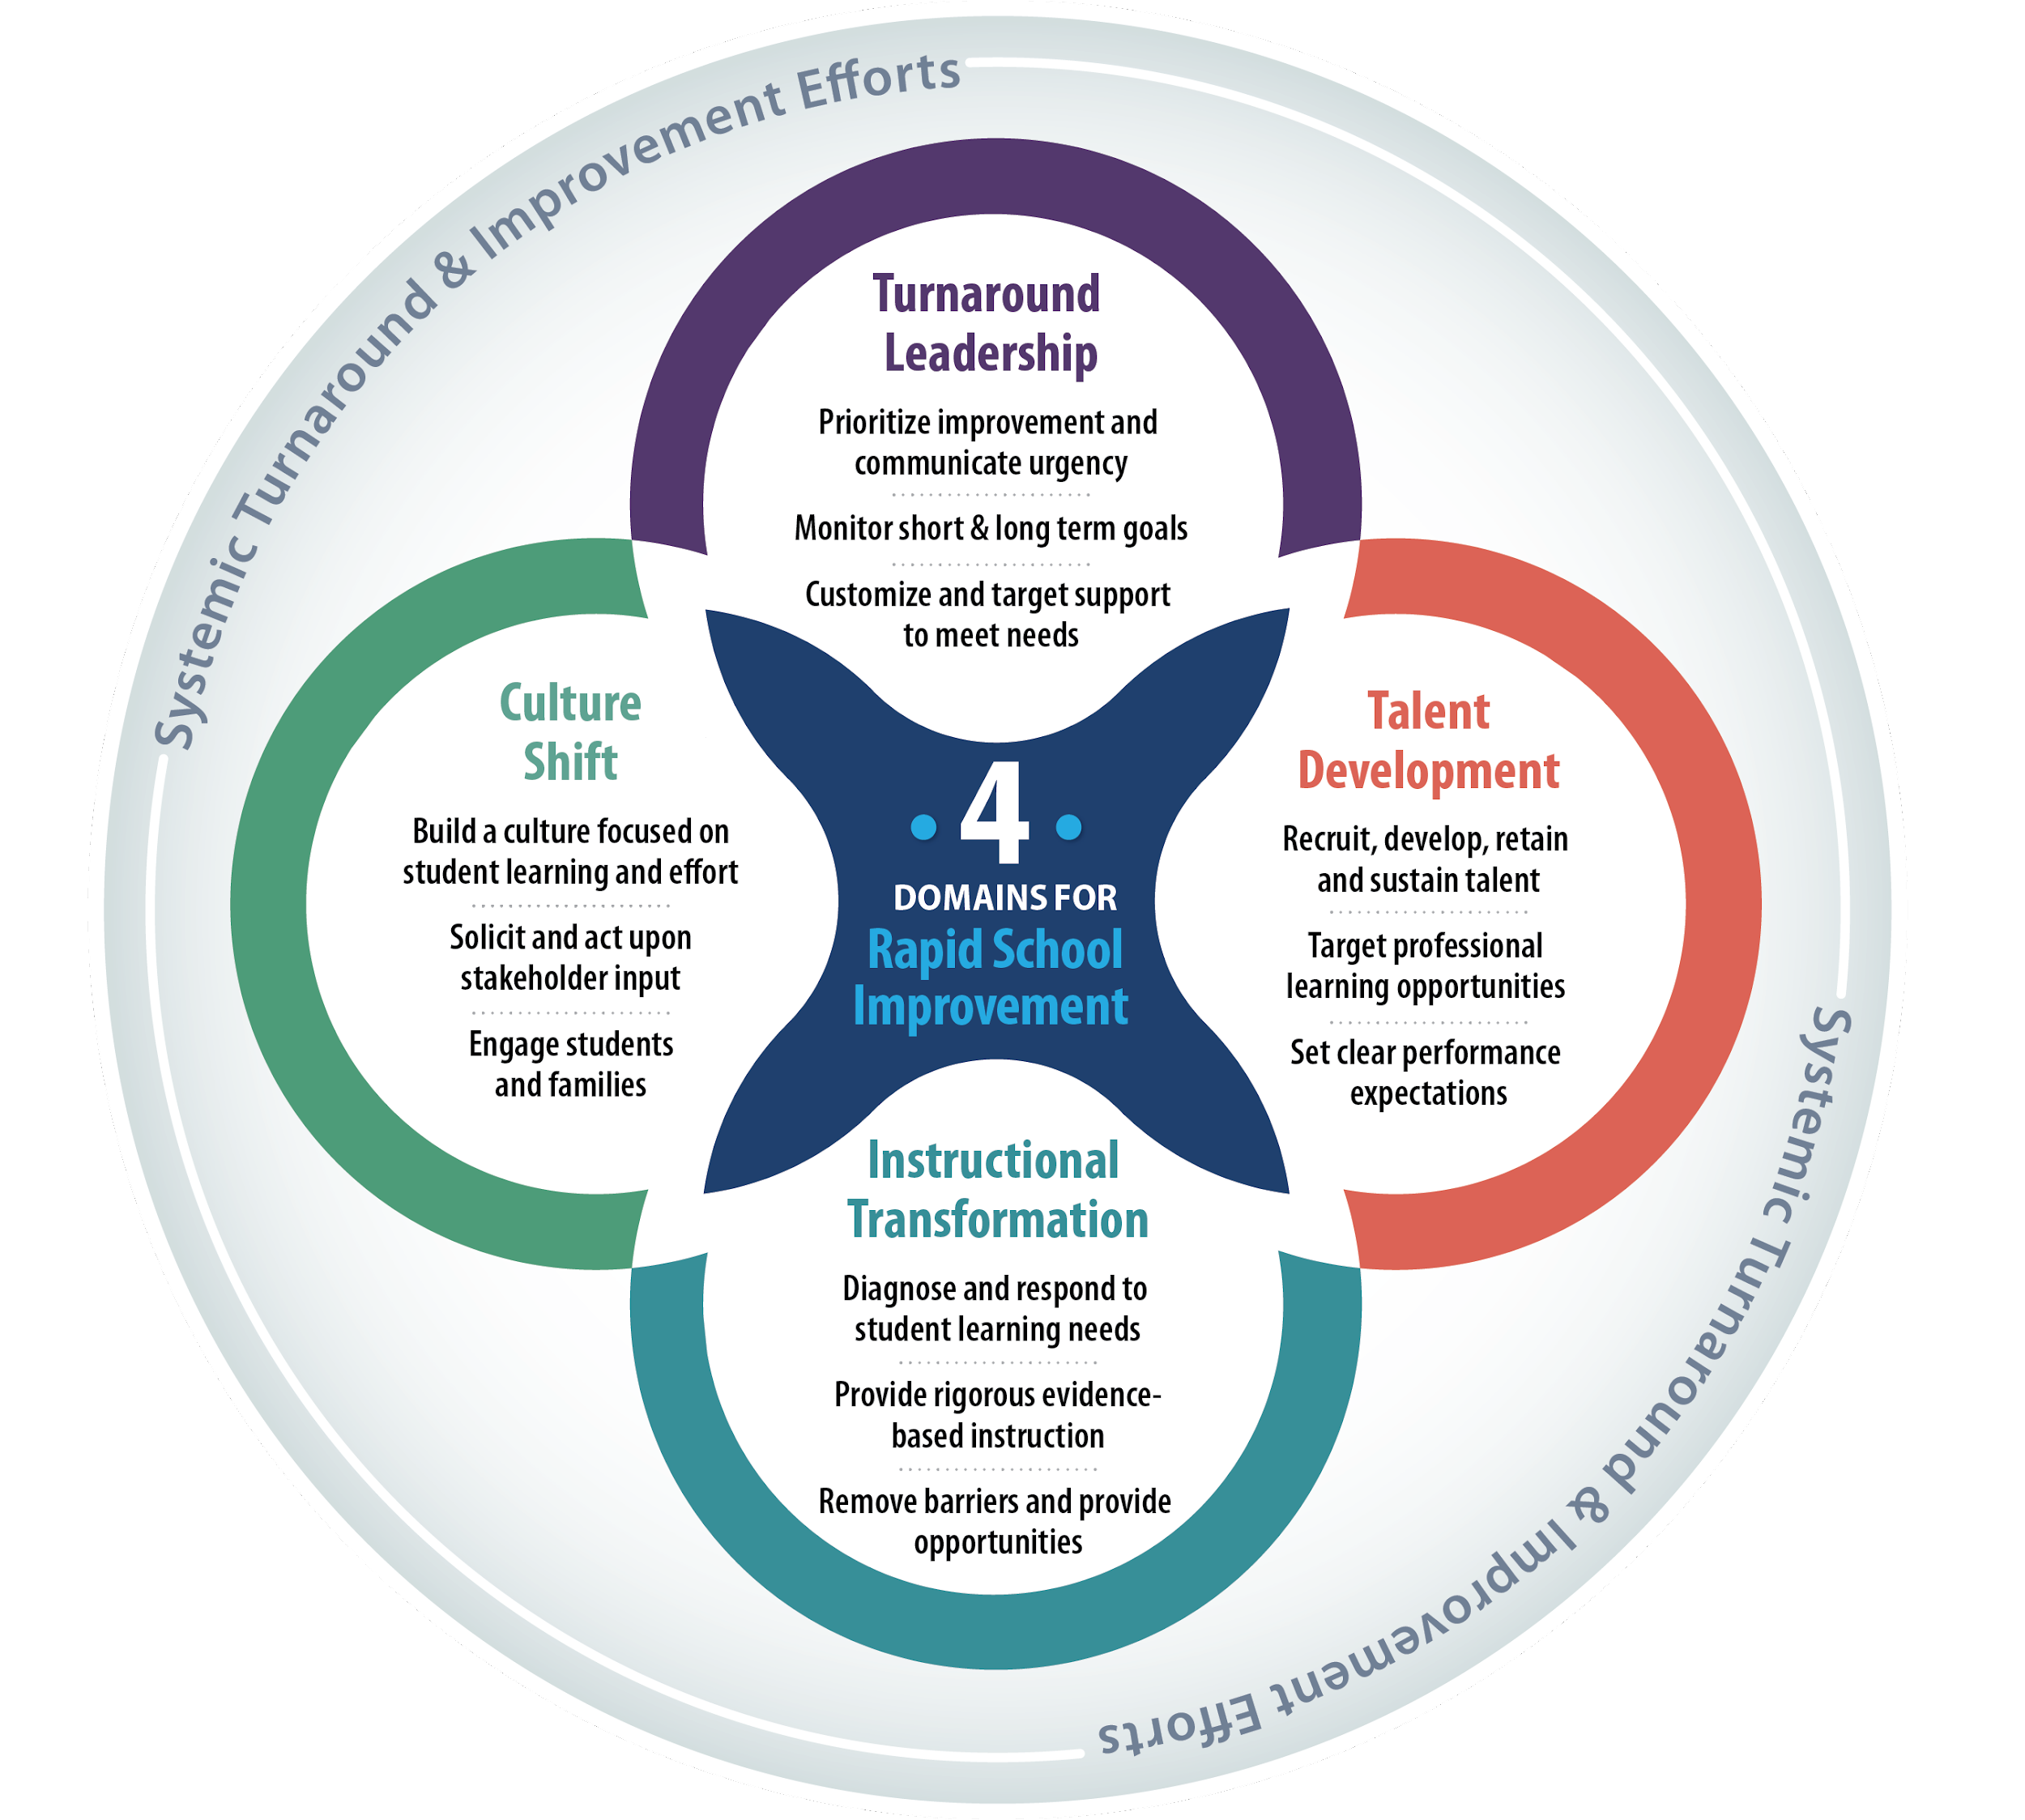 Systemic Turnaround & Improvement Efforts
Turnaround
Leadership
Prioritize improvement and
communicate urgency
Monitor short & long term goals
Customize and target support
to meet needs
Culture
Shift
Build a culture focused on
student learning and effort
Solicit and act upon
stakeholder input
Engage students
and families
4
DOMAINS FOR
Rapid School
Improvement
Talent
Development
Recruit, develop, retain
and sustain talent
Target professional
learning opportunities
Set clear performance
expectations
Instructional
Transformation
Diagnose and respond to
student learning needs
Provide rigorous evidence-
based instruction
Remove barriers and provide
opportunities
Systemic Turnaround & Improvement Efforts